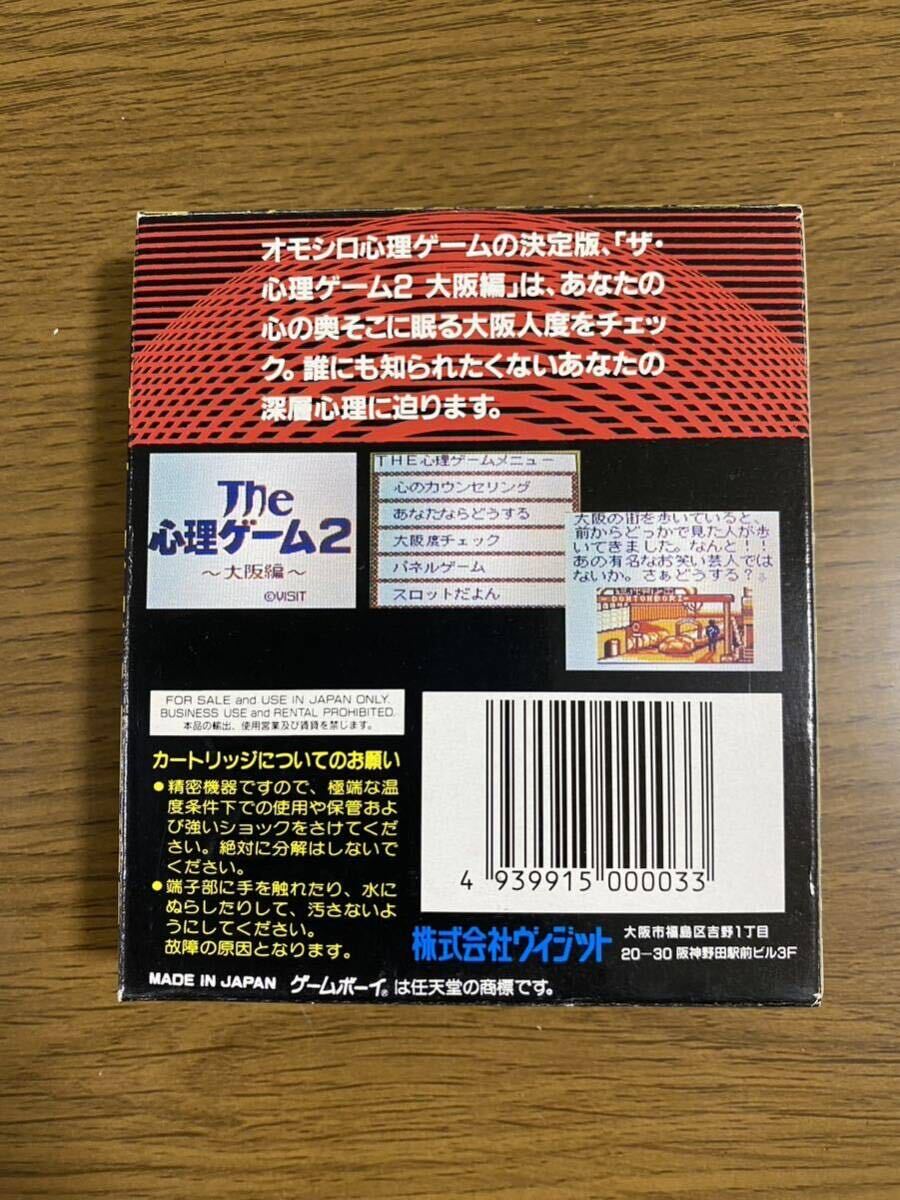 オモシロ心理ゲームの決定版、「ザ・
心理ゲーム2 大阪編」は、あなたの
心の奥そこに眠る大阪人度をチェッ
ク。誰にも知られたくないあなたの
深層心理に迫ります。
The
心理ゲーム2
～大阪編～
©VISIT
THE心理ゲームメニュー
心のカウンセリング
あなたならどうする
大阪度チェック
パネルゲーム
スロットだよん
大阪の街を歩いていると、
前からどっかで見た人が歩
いてきました。なんと！！
あの有名なお笑い芸人では
ないか。さぁどうする？
DOHTONBORI
FOR SALE and USE IN JAPAN ONLY.
BUSINESS USE and RENTAL PROHIBITED.
本品の輸出、使用営業及び賃貸を禁じます。
カートリッジについてのお願い
●精密機器ですので、極端な温
度条件下での使用や保管およ
び強いショックをさけてくだ
さい。絶対に分解はしないで
ください。
●端子部に手を触れたり、水に
ぬらしたりして、汚さないよ
うにしてください。
故障の原因となります。
4 939915 000033
株式会社ヴィジット
大阪市福島区吉野1丁目
20-30 阪神野田駅前ビル3F
MADE IN JAPAN ゲームボーイ®は任天堂の商標です。